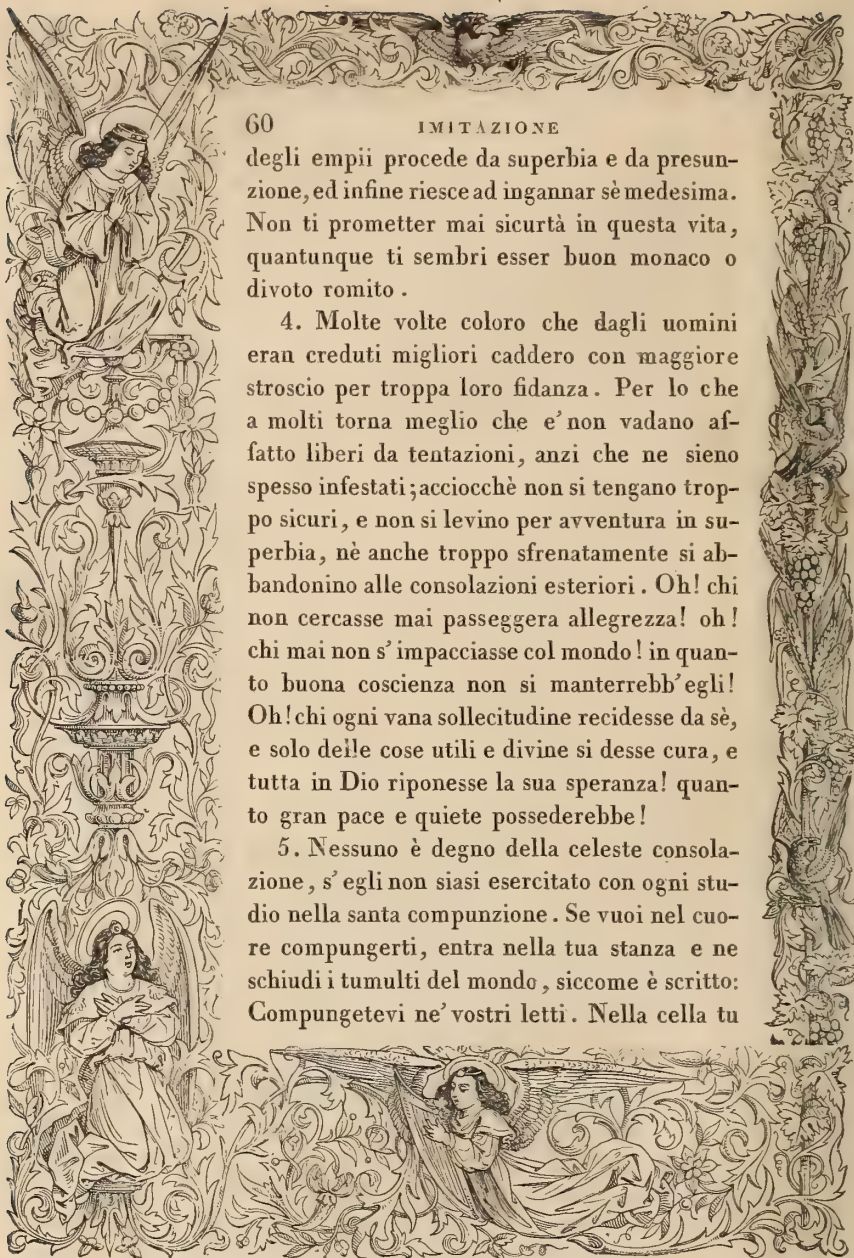 60 IMITAZIONE
degli empii procede da superbia e da presun-
zione, ed infine riesce ad ingannar sè medesima.
Non ti prometter mai sicurtà in questa vita,
quantunque ti sembri esser buon monaco o
divoto romito.
4. Molte volte coloro che dagli uomini
eran creduti migliori caddero con maggiore
stroscio per troppa loro fidanza. Per lo che
a molti torna meglio che e' non vadano af-
fatto liberi da tentazioni, anzi che ne sieno
spesso infestati; acciocchè non si tengano trop-
po sicuri, e non si levino per avventura in su-
perbia, nè anche troppo sfrenatamente si ab-
bandonino alle consolazioni esteriori. Oh! chi
non cercasse mai passeggera allegrezza! oh!
chi mai non s'impacciasse col mondo! in quan-
to buona coscienza non si manterrebb'egli!
Oh! chi ogni vana sollecitudine recidesse da sè,
e solo delle cose utili e divine si desse cura, e
tutta in Dio riponesse la sua speranza! quan-
to gran pace e quiete possederebbe!
5. Nessuno è degno della celeste consola-
zione, s'egli non siasi esercitato con ogni stu-
dio nella santa compunzione. Se vuoi nel cuo-
re compungerti, entra nella tua stanza e ne
schiudi i tumulti del mondo, siccome è scritto:
Compungetevi ne' vostri letti. Nella cella tu